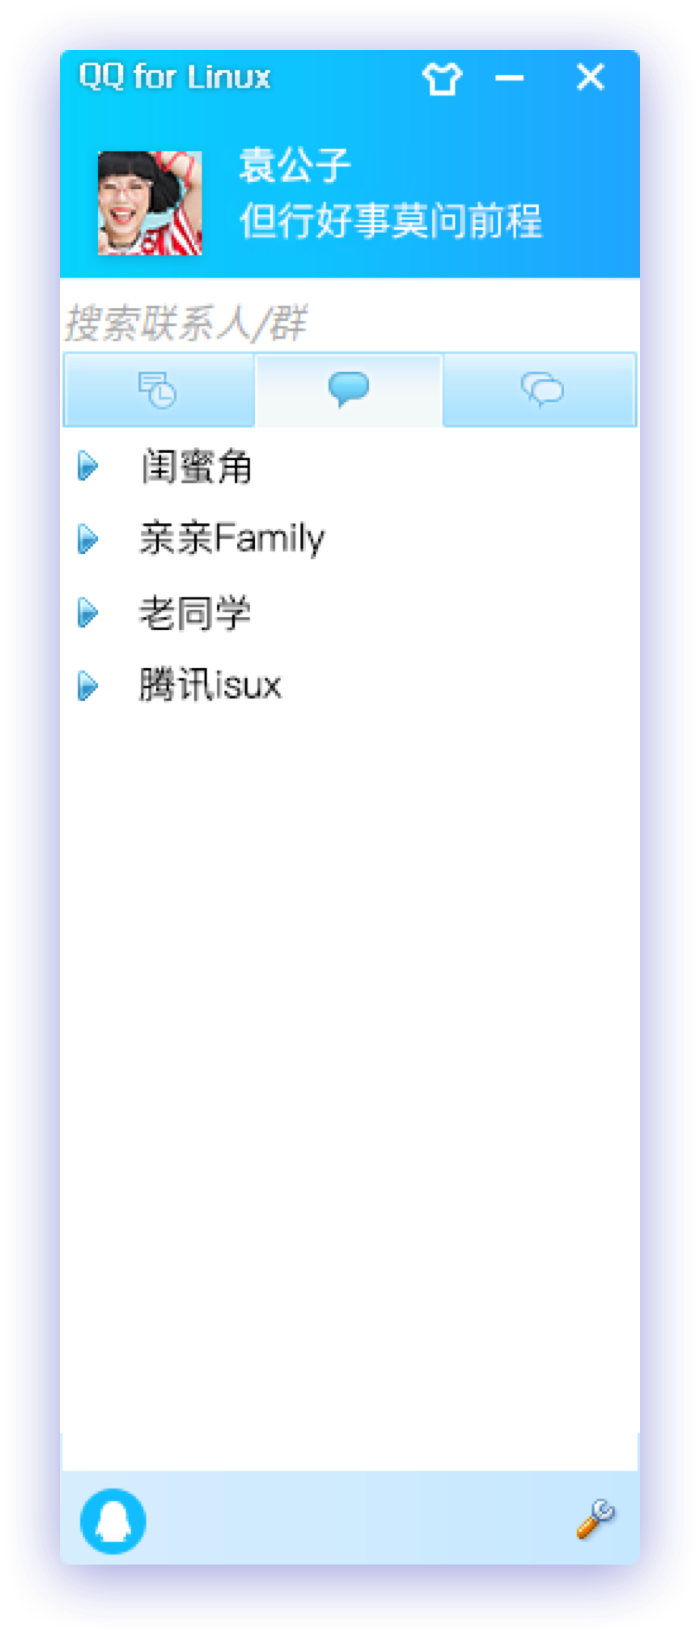 QQ for Linux
袁公子
但行好事莫问前程
搜索联系人/群
闺蜜角
亲亲Family
老同学
腾讯isux